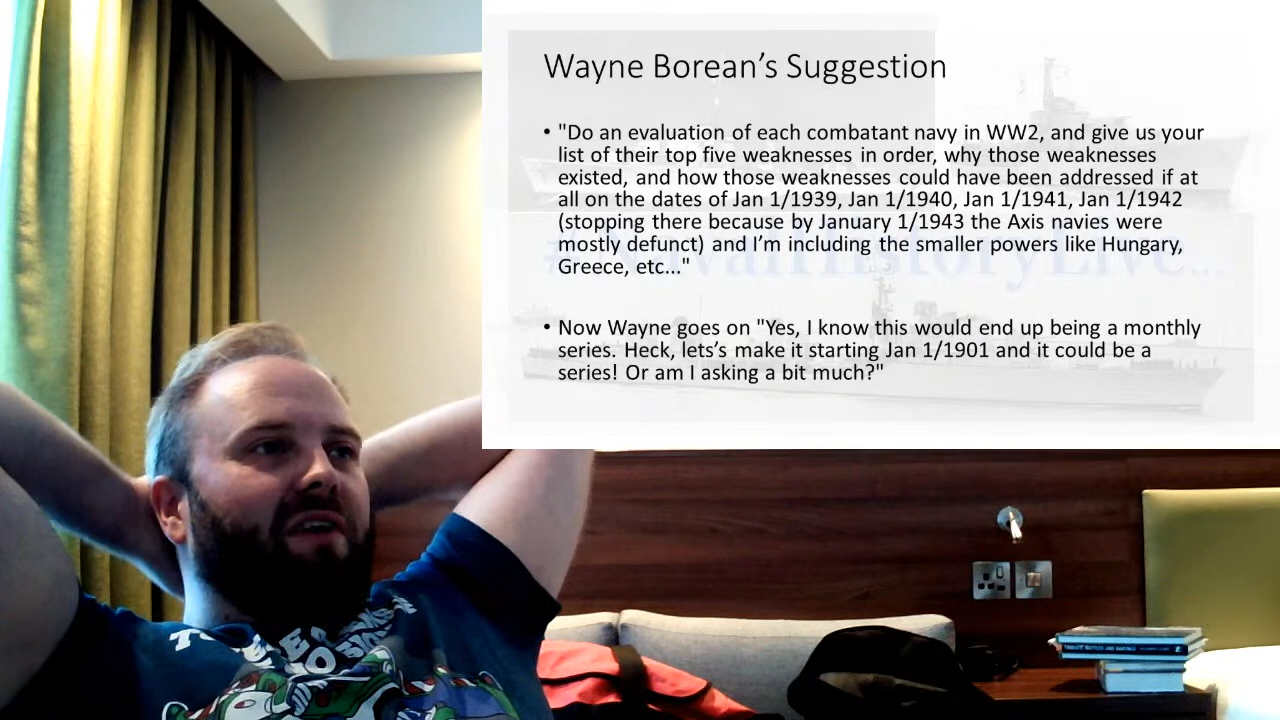 Wayne Borean's Suggestion
• "Do an evaluation of each combatant navy in WW2, and give us your
list of their top five weaknesses in order, why those weaknesses
existed, and how those weaknesses could have been addressed if at
all on the dates of Jan 1/1939, Jan 1/1940, Jan 1/1941, Jan 1/1942
(stopping there because by January 1/1943 the Axis navies were
mostly defunct) and I'm including the smaller powers like Hungary,
Greece, etc..."
• Now Wayne goes on "Yes, I know this would end up being a monthly
series. Heck, lets's make it starting Jan 1/1901 and it could be a
series! Or am I asking a bit much?"